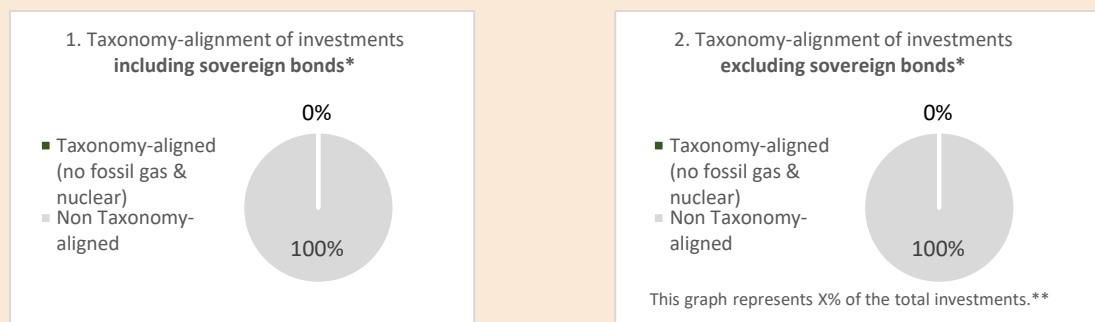 1. Taxonomy-alignment of investments
including sovereign bonds*
0%
Taxonomy-aligned
(no fossil gas &
nuclear)
Non Taxonomy-
aligned
100%
2. Taxonomy-alignment of investments
excluding sovereign bonds*
0%
Taxonomy-aligned
(no fossil gas &
nuclear)
Non Taxonomy-
aligned
100%
This graph represents X% of the total investments.**